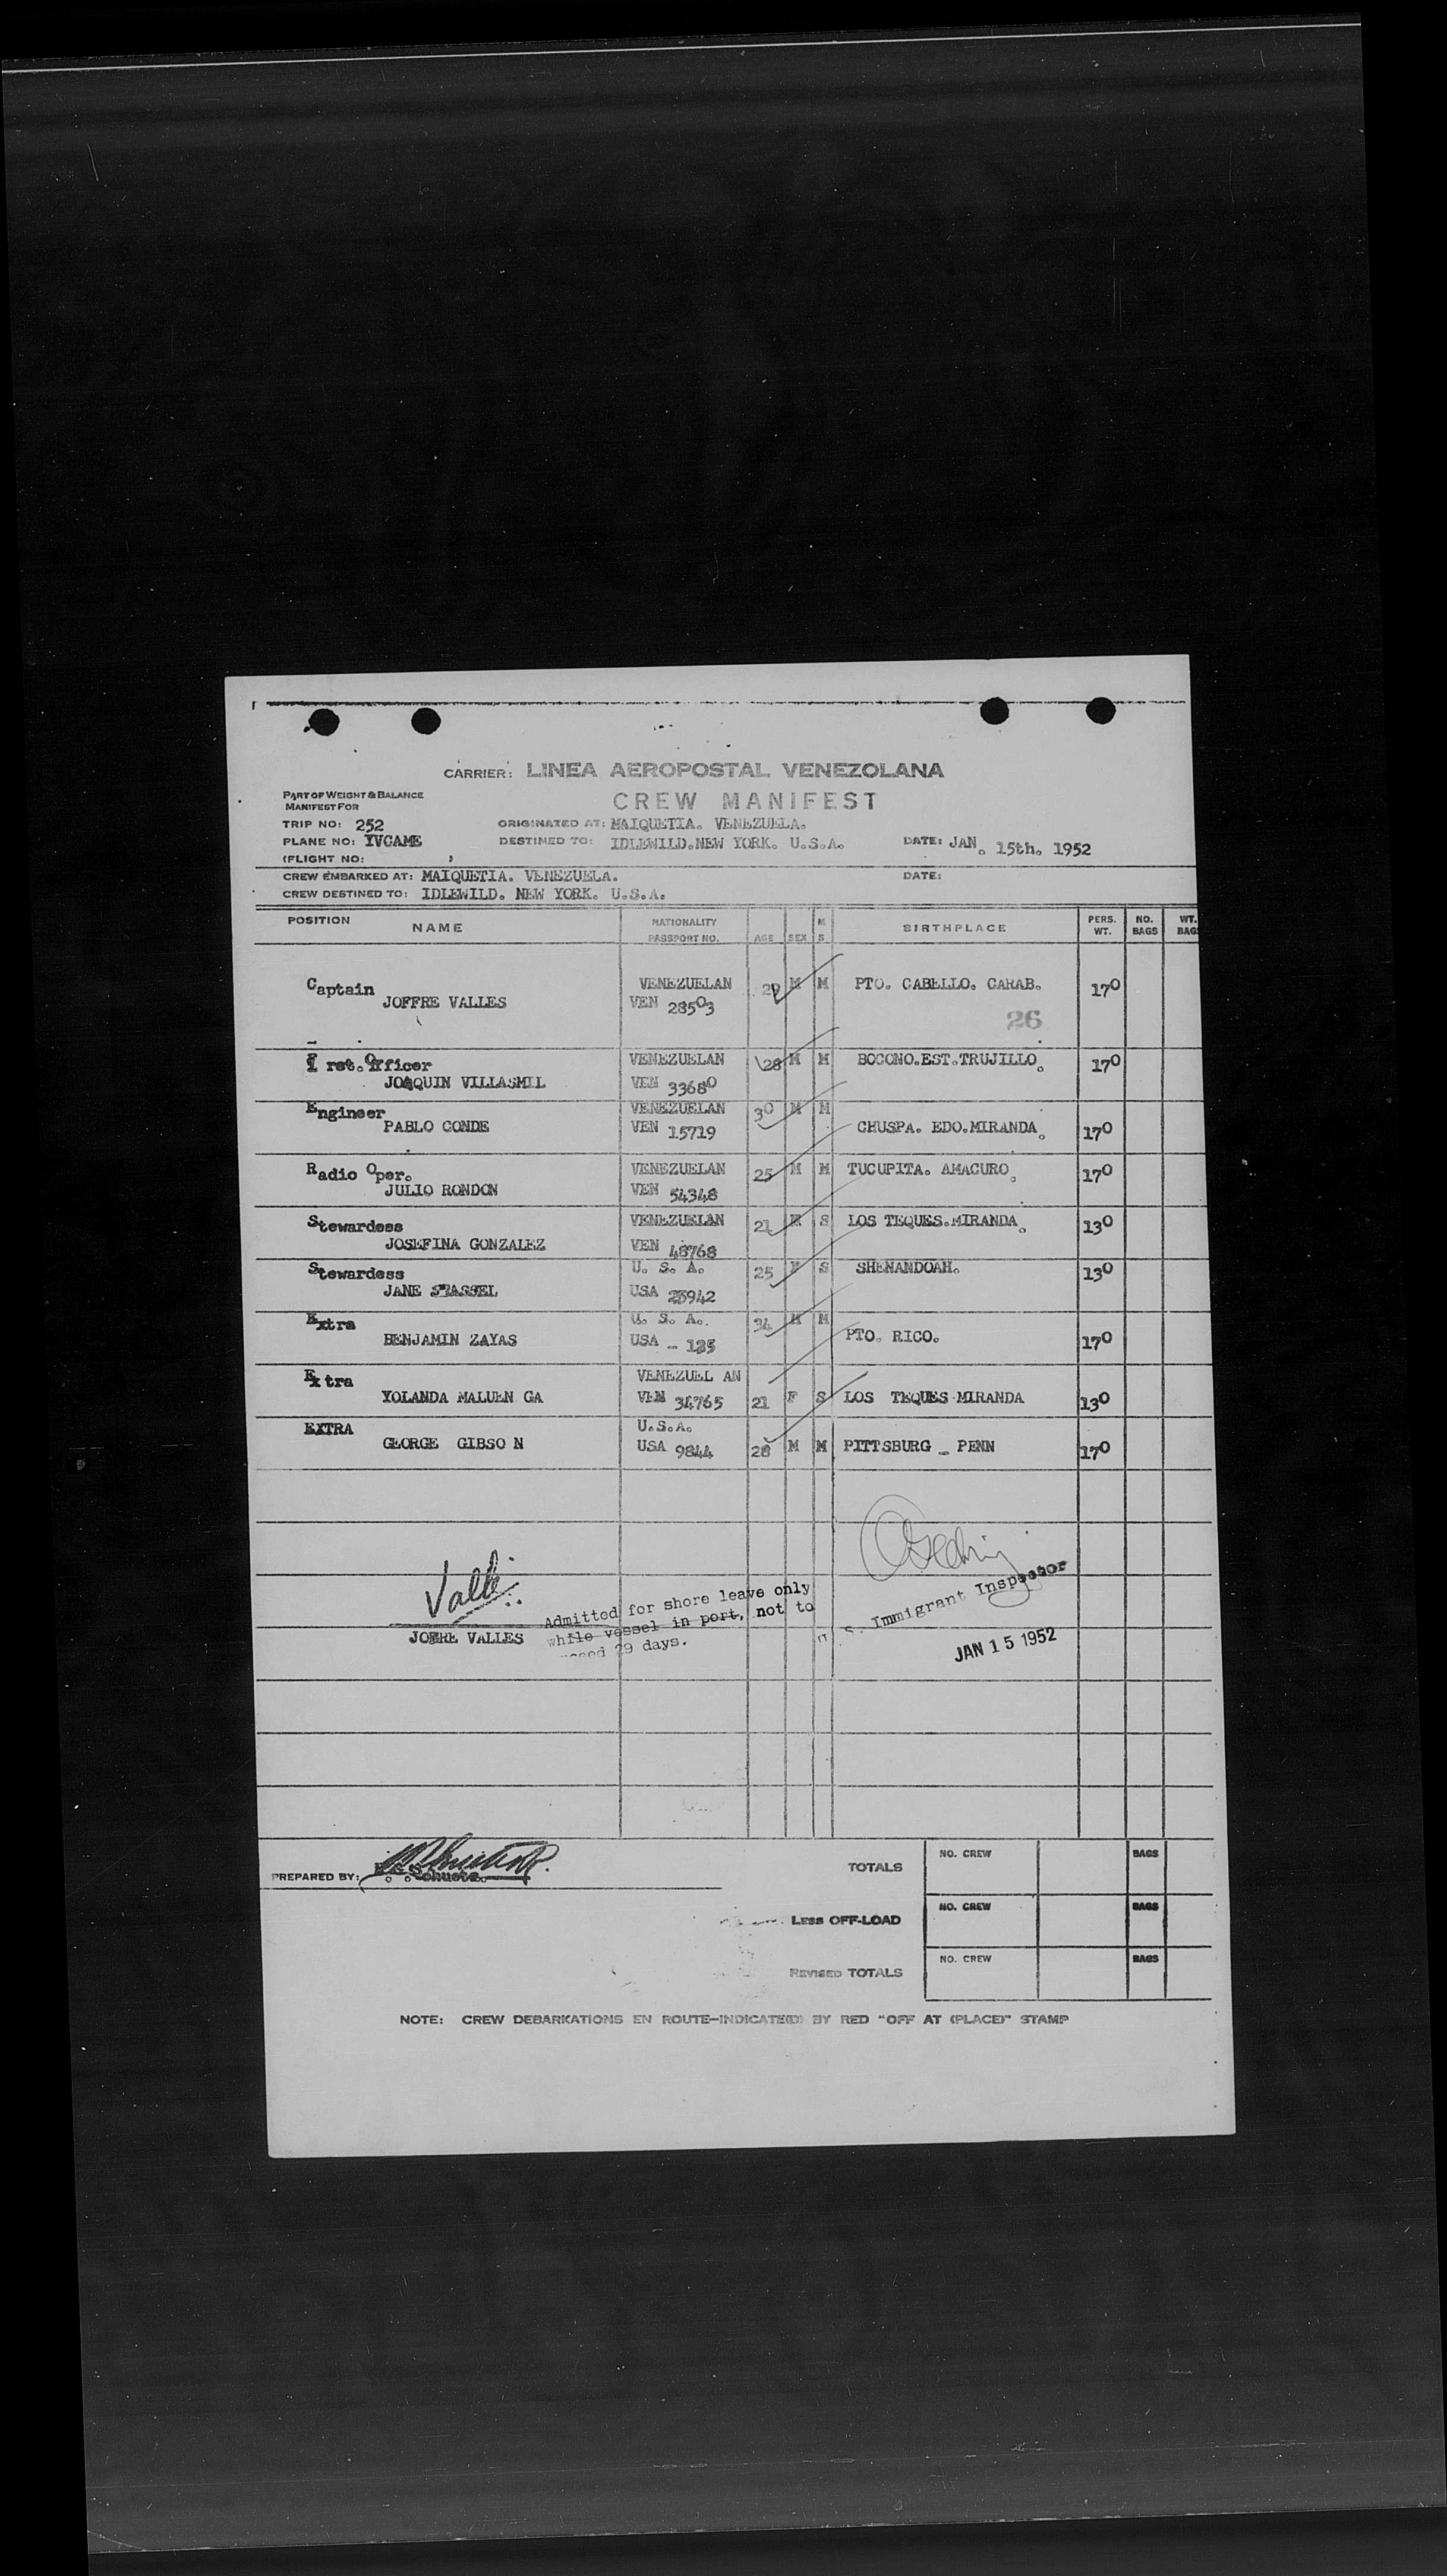 CARRIER: LINEA AEROPOSTAL VENEZOLANA
PART OF WEIGHT & BALANCE
MANIFEST FOR
CREW MANIFEST
TRIP NO: 252 ORIGINATED AT: MAIQUETIA. VENEZUELA.
PLANE NO: YVCAME DESTINED TO: IDLEWILD.NEW YORK. U.S.A. DATE: JAN. 15th. 1952
(FLIGHT NO: )
CREW EMBARKED AT: MAIQUETIA. VENEZUELA. DATE:
CREW DESTINED TO: IDLEWILD. NEW YORK. U.S.A.
POSITION NAME NATIONALITY PASSPORT NO. AGE SEX M S BIRTHPLACE PERS. WT. NO. BAGS WT. BAGS
Captain VENEZUELAN M M PTO. CABELLO. CARAB. 170
JOFFRE VALLES VEN 28503
26
rst. Officer VENEZUELAN 28 M M BOCONO.EST.TRUJILLO. 170
JOAQUIN VILLASMIL VEN 33680
Engineer VENEZUELAN 30 M M
PABLO CONDE VEN 15719 CHUSPA. EDO.MIRANDA. 170
Radio Oper. VENEZUELAN 25 M M TUCUPITA. AMACURO. 170
JULIO RONDON VEN 54348
Stewardess VENEZUELAN 21 S LOS TEQUES.MIRANDA. 130
JOSEFINA GONZALEZ VEN 48768
Stewardess U. S. A. 25 F S SHENANDOAH. 130
JANE STASSEL USA 25942
Extra U. S. A. 34 M M
BENJAMIN ZAYAS USA - 125 PTO. RICO. 170
Extra VENEZUEL AN
YOLANDA MALUEN GA VEN 34765 21 F S LOS TEQUES MIRANDA 130
EXTRA U.S.A.
GEORGE GIBSO N USA 9844 28 M M PITTSBURG - PENN 170
Valle
JOFRE VALLES
Admitted for shore leave only
while vessel in port, not to
29 days.
S. Immigrant Inspector
JAN 15 1952
PREPARED BY:
TOTALS NO. CREW BAGS
LESS OFF-LOAD NO. CREW BAGS
REVISED TOTALS NO. CREW BAGS
NOTE: CREW DEBARKATIONS EN ROUTE-INDICATE(D) BY RED "OFF AT (PLACE)" STAMP